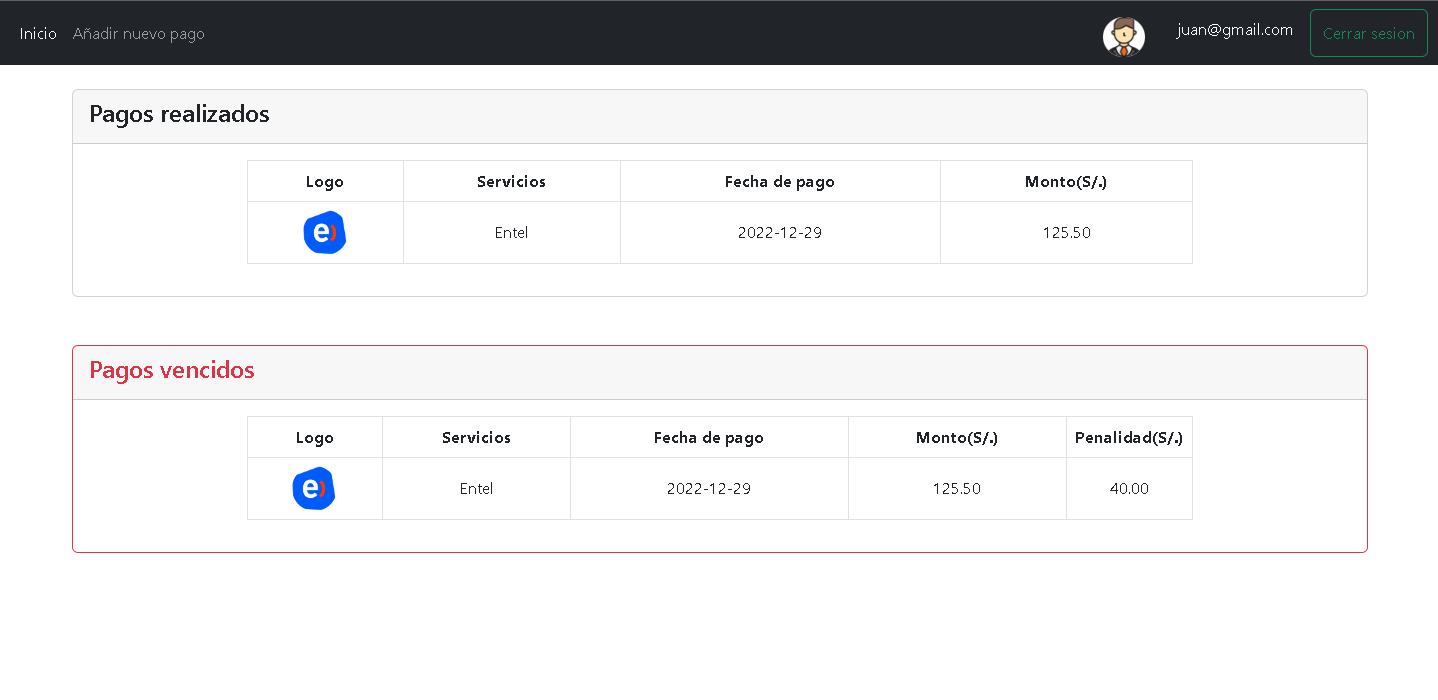 Inicio Añadir nuevo pago juan@gmail.com Cerrar sesion
Pagos realizados
Logo Servicios Fecha de pago Monto(S/.)
e) Entel 2022-12-29 125.50
Pagos vencidos
Logo Servicios Fecha de pago Monto(S/.) Penalidad(S/.)
e) Entel 2022-12-29 125.50 40.00